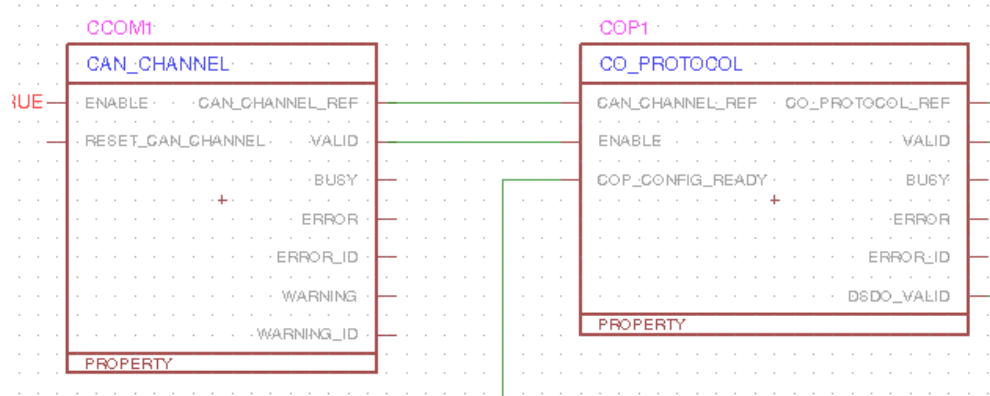 CCOM1
CAN_CHANNEL
ENABLE CAN_CHANNEL_REF
RESET_CAN_CHANNEL VALID
BUSY
ERROR
ERROR_ID
WARNING
WARNING_ID
PROPERTY
COP1
CO_PROTOCOL
CAN_CHANNEL_REF CO_PROTOCOL_REF
ENABLE VALID
COP_CONFIG_READY BUSY
ERROR
ERROR_ID
DSDO_VALID
PROPERTY